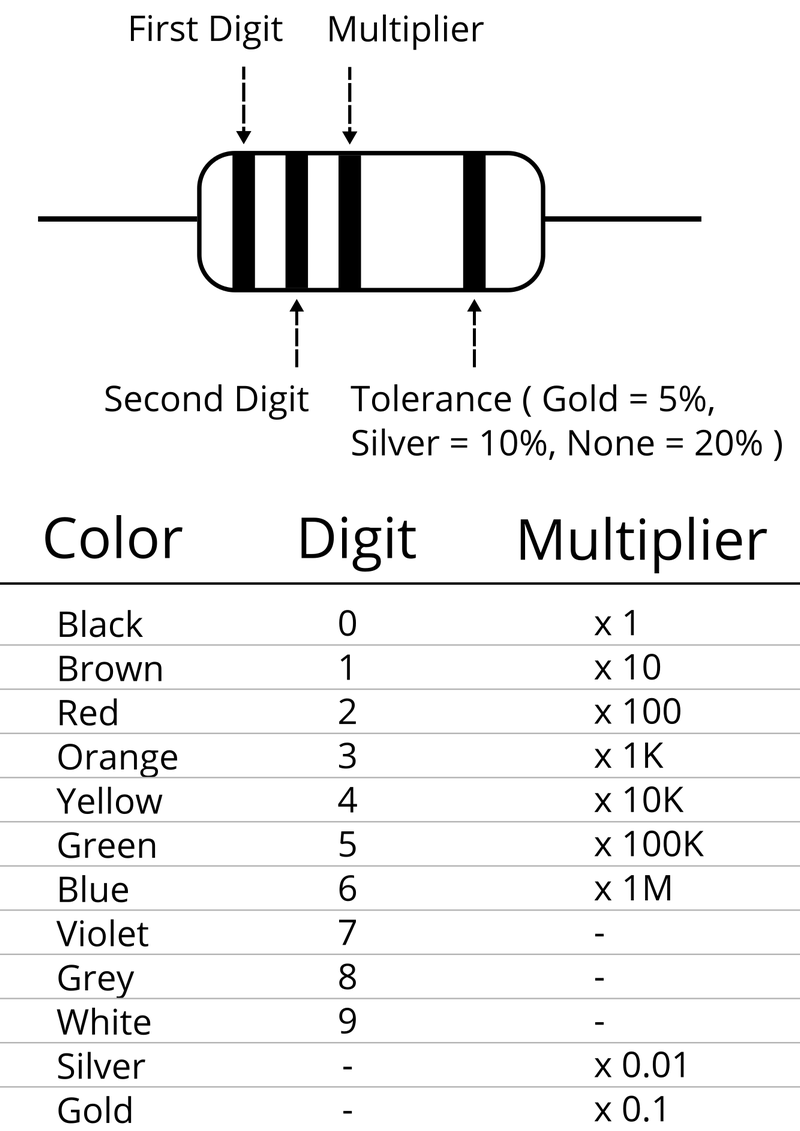 First Digit Multiplier
Second Digit Tolerance ( Gold = 5%,
Silver = 10%, None = 20% )
Color Digit Multiplier
Black 0 x 1
Brown 1 x 10
Red 2 x 100
Orange 3 x 1K
Yellow 4 x 10K
Green 5 x 100K
Blue 6 x 1M
Violet 7 -
Grey 8 -
White 9 -
Silver - x 0.01
Gold - x 0.1